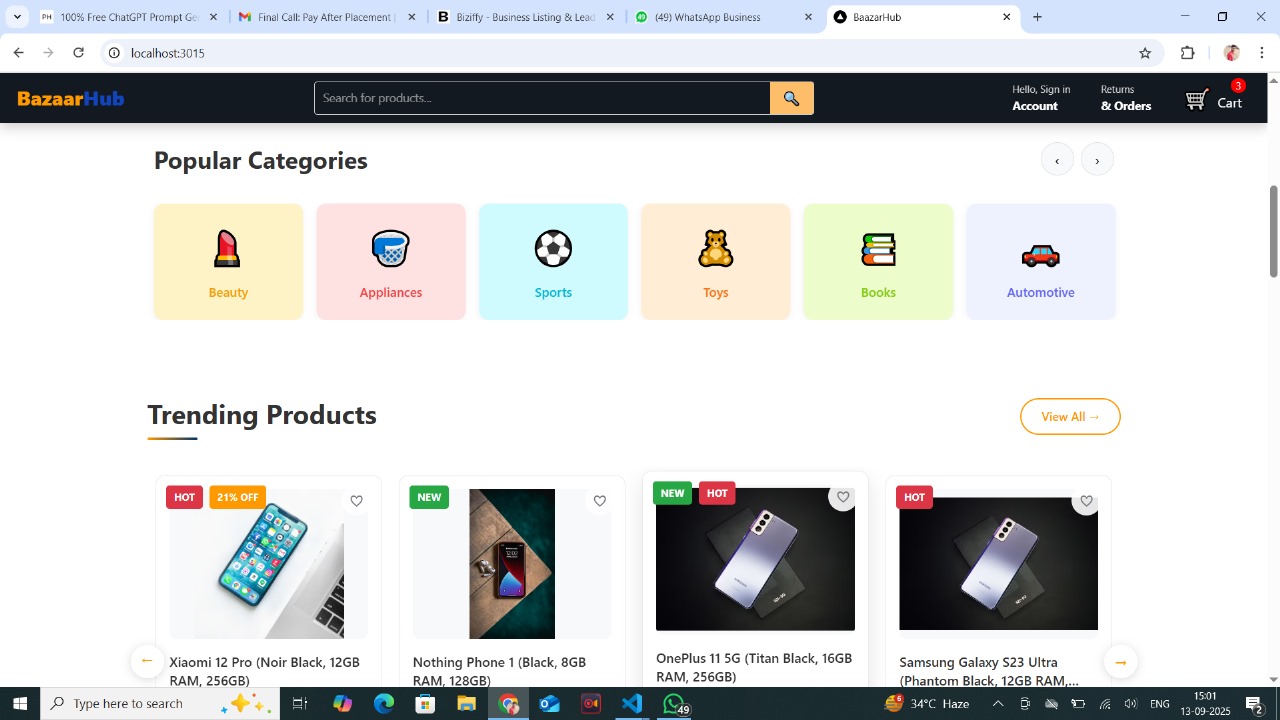 100% Free ChatGPT Prompt Ger
Final Call: Pay After Placement |
Biziffy - Business Listing & Lead
(49) WhatsApp Business
BaazarHub
localhost:3015
BazaarHub
Search for products...
Hello, Sign in
Account
Returns
& Orders
3
Cart
Popular Categories
Beauty
Appliances
Sports
Toys
Books
Automotive
Trending Products
View All →
HOT
21% OFF
NEW
NEW
HOT
HOT
Xiaomi 12 Pro (Noir Black, 12GB
RAM, 256GB)
Nothing Phone 1 (Black, 8GB
RAM, 128GB)
OnePlus 11 5G (Titan Black, 16GB
RAM, 256GB)
Samsung Galaxy S23 Ultra
(Phantom Black, 12GB RAM,...
Type here to search
49
34°C Haze
ENG
15:01
13-09-2025
2